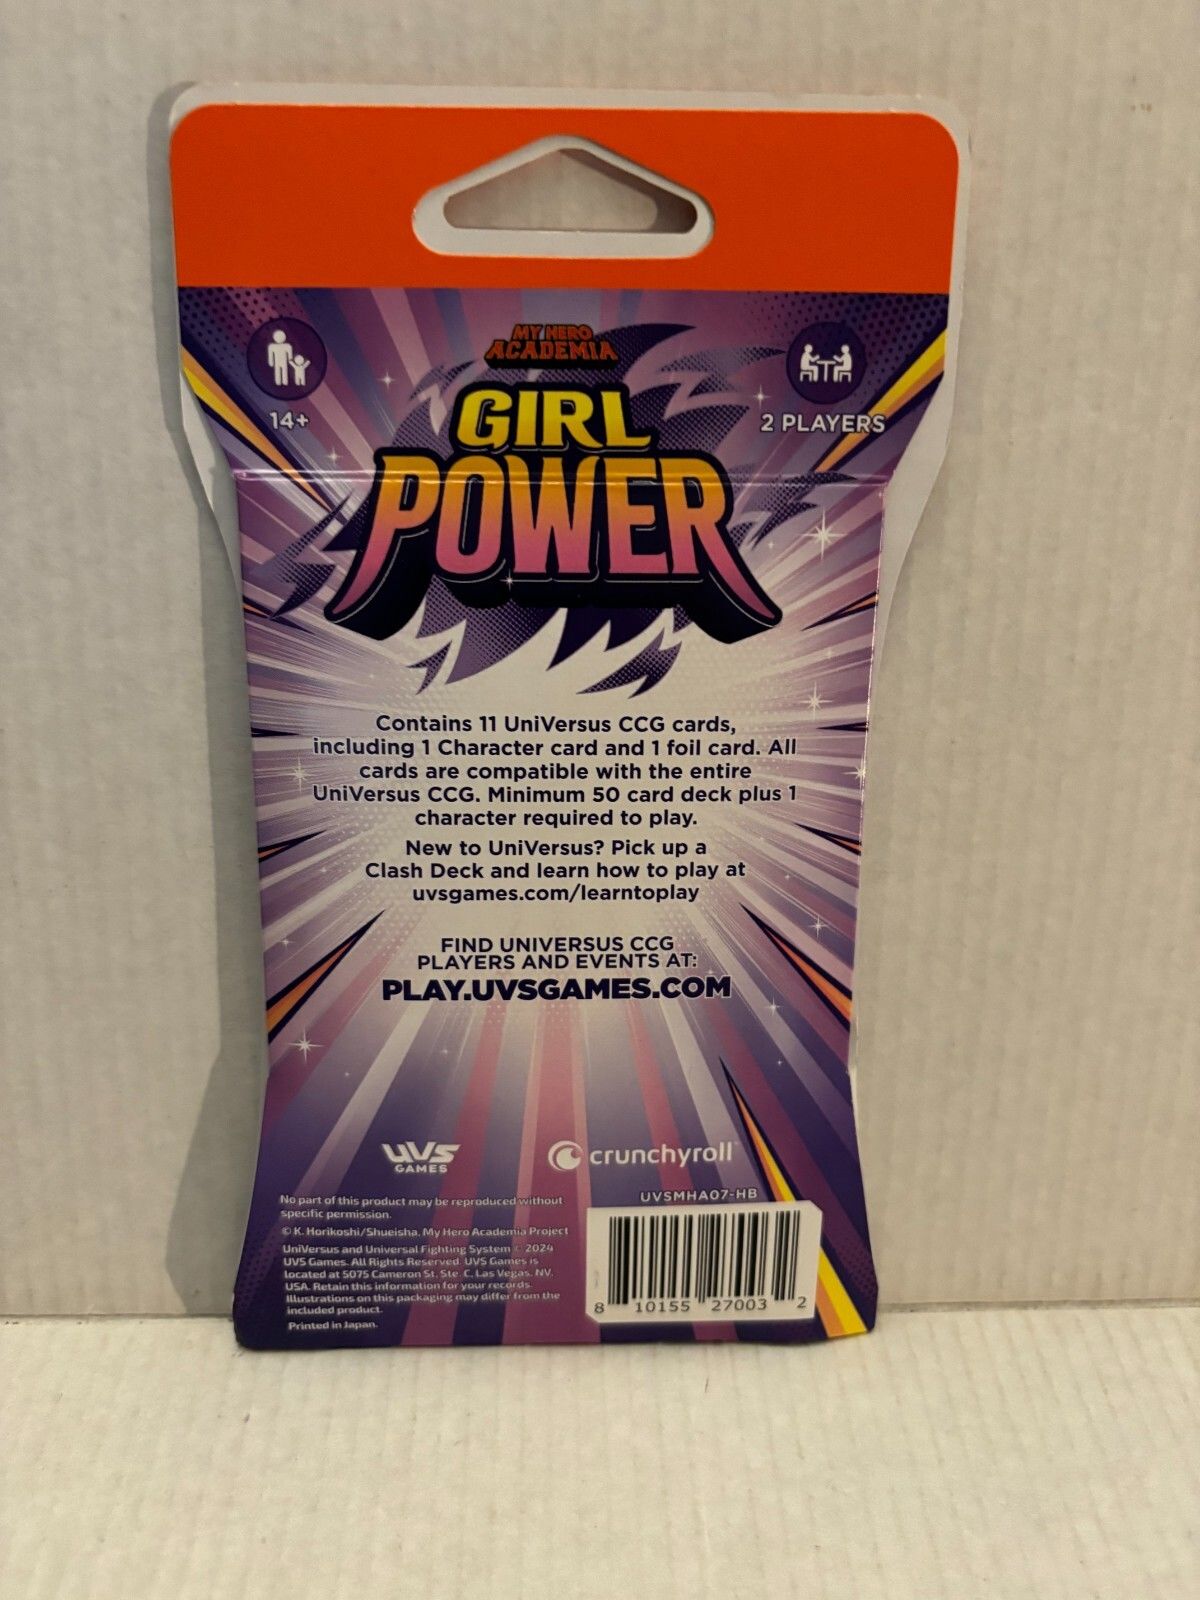 MY HERO
ACADEMIA
14+
2 PLAYERS
GIRL
POWER
Contains 11 UniVersus CCG cards,
including 1 Character card and 1 foil card. All
cards are compatible with the entire
UniVersus CCG. Minimum 50 card deck plus 1
character required to play.
New to UniVersus? Pick up a
Clash Deck and learn how to play at
uvsgames.com/learntoplay
FIND UNIVERSUS CCG
PLAYERS AND EVENTS AT:
PLAY.UVSGAMES.COM
UVS
GAMES
crunchyroll
UVSMHA07-HB
No part of this product may be reproduced without
specific permission.
© K. Horikoshi/Shueisha, My Hero Academia Project
UniVersus and Universal Fighting System © 2024
UVS Games. All Rights Reserved. UVS Games is
located at 5075 Cameron St. Ste. C, Las Vegas, NV,
USA. Retain this information for your records.
Illustrations on this packaging may differ from the
included product.
Printed in Japan.
8 10155 27003 2